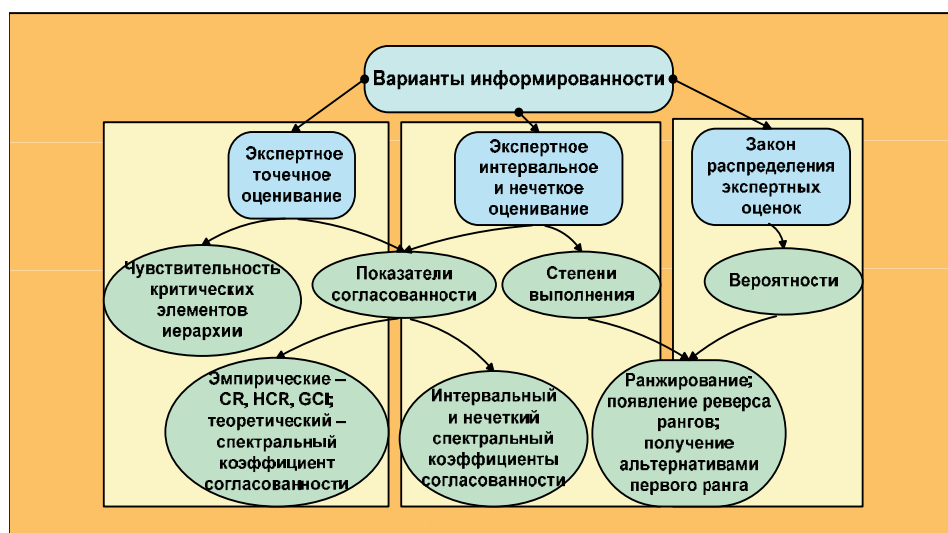 Варианты информированности
Экспертное
точечное
оценивание
Экспертное
интервальное
и нечеткое
оценивание
Закон
распределения
экспертных
оценок
Чувствительность
критических
элементов
иерархии
Показатели
согласованности
Степени
выполнения
Вероятности
Эмпирические –
CR, HCR, GCI;
теоретический –
спектральный
коэффициент
согласованности
Интервальный
и нечеткий
спектральный
коэффициенты
согласованности
Ранжирование;
появление реверса
рангов;
получение
альтернативами
первого ранга